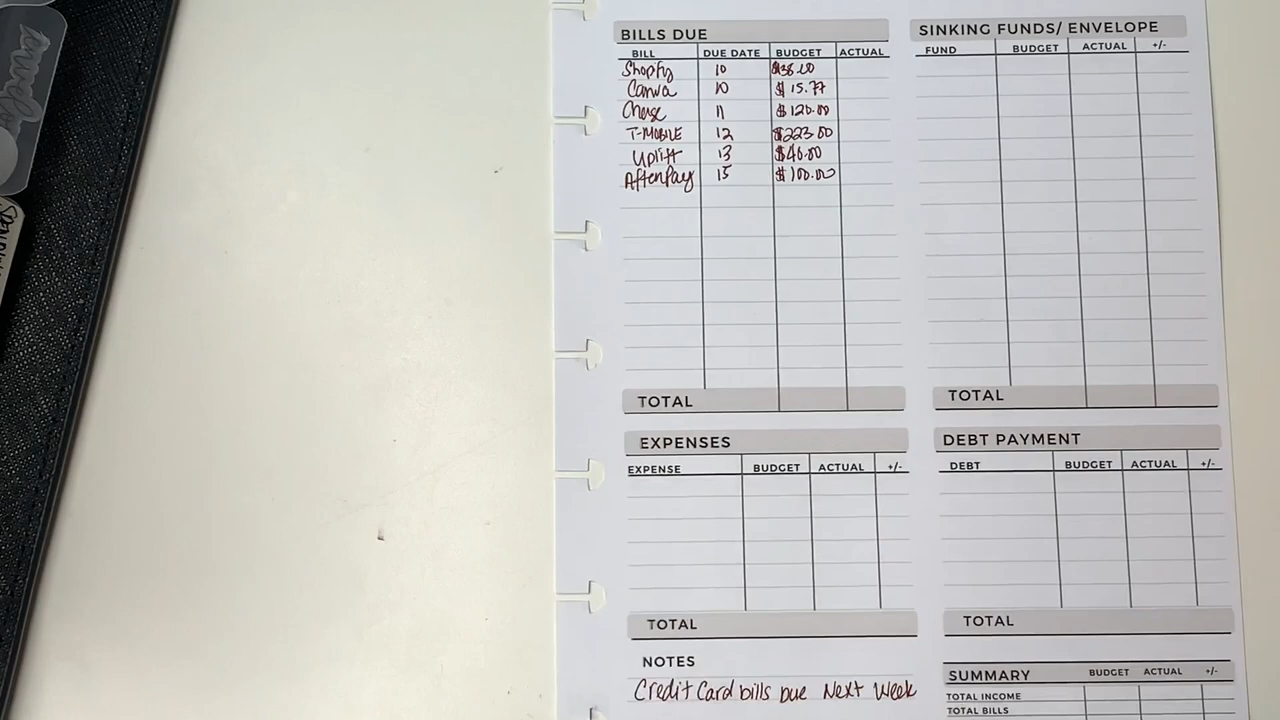 BILLS DUE
BILL DUE DATE BUDGET ACTUAL
Shopify 10
Canva 10 $ 15.77
Chase 11 $ 120.00
T-MOBILE 12 $223.00
Uplift 13 $40.00
AfterPay 15 $ 100.00
TOTAL
SINKING FUNDS/ ENVELOPE
FUND BUDGET ACTUAL +/-
TOTAL
EXPENSES
EXPENSE BUDGET ACTUAL +/-
TOTAL
DEBT PAYMENT
DEBT BUDGET ACTUAL +/-
TOTAL
NOTES
Credit Card bills Due Next Week
SUMMARY BUDGET ACTUAL +/-
TOTAL INCOME
TOTAL BILLS